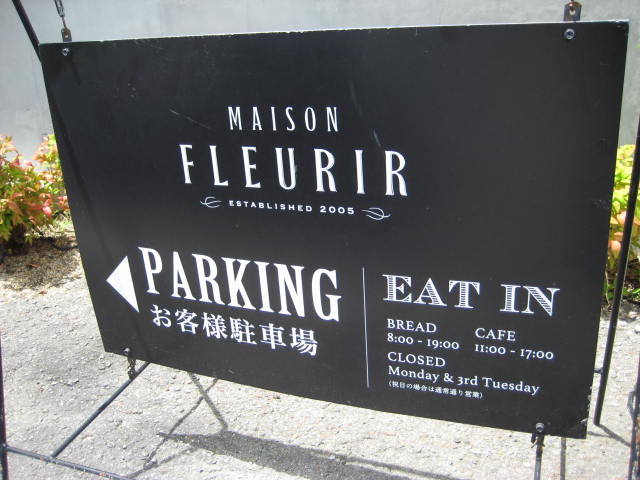 MAISON
FLEURIR
ESTABLISHED 2005
PARKING
お客様駐車場
EAT IN
BREAD
8:00 - 19:00
CAFE
11:00 - 17:00
CLOSED
Monday & 3rd Tuesday
（祝日の場合は通常通り営業）